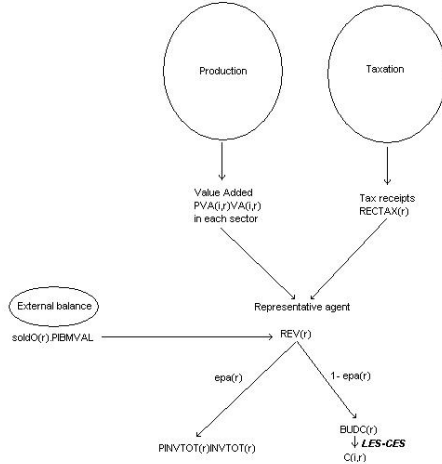 Production
Taxation
Value Added
PVA(i,r)VA(i,r)
in each sector
Tax receipts
RECTAX(r)
External balance
Representative agent
soldO(r).PIBMVAL
REV(r)
epa(r)
1- epa(r)
BUDC(r)
LES-CES
PINVTOT(r)INVTOT(r)
C(i,r)